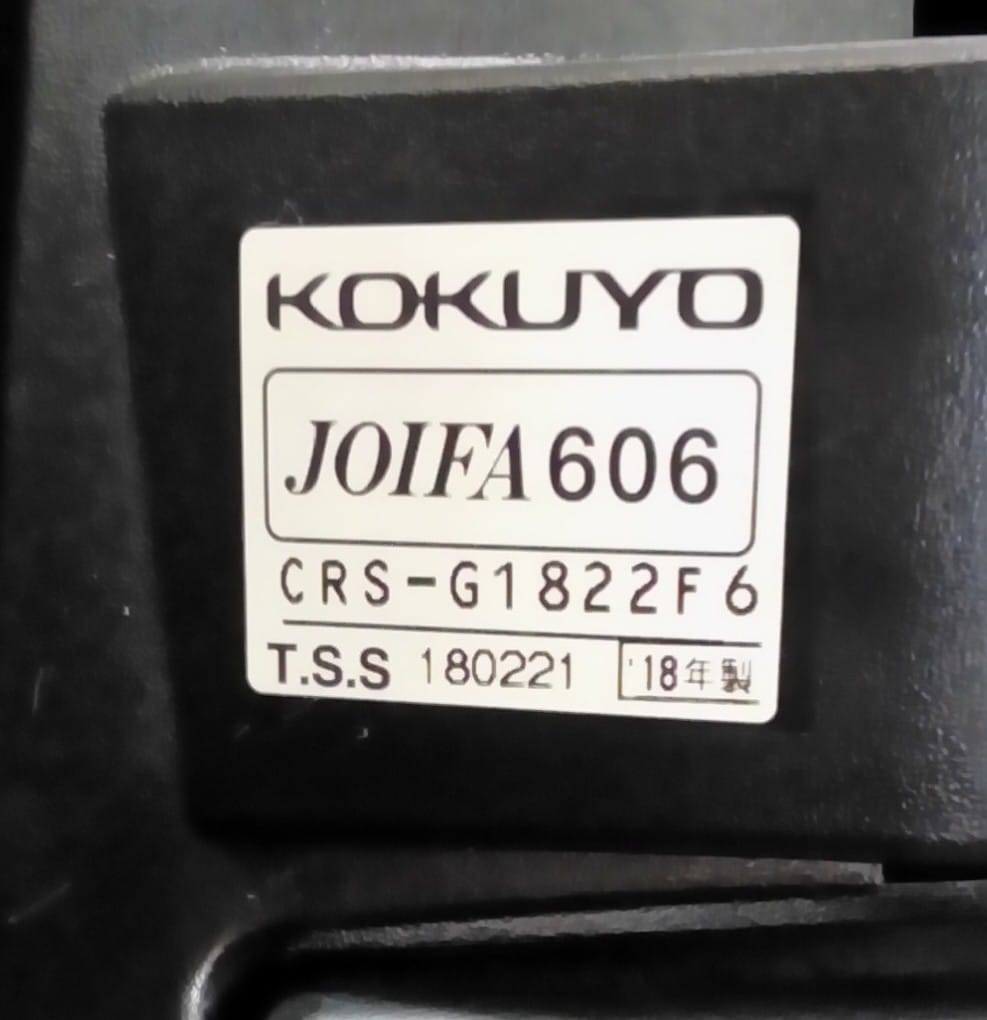 KOKUYO
JOIFA 606
CRS-G1822F6
T.S.S 180221 '18年製